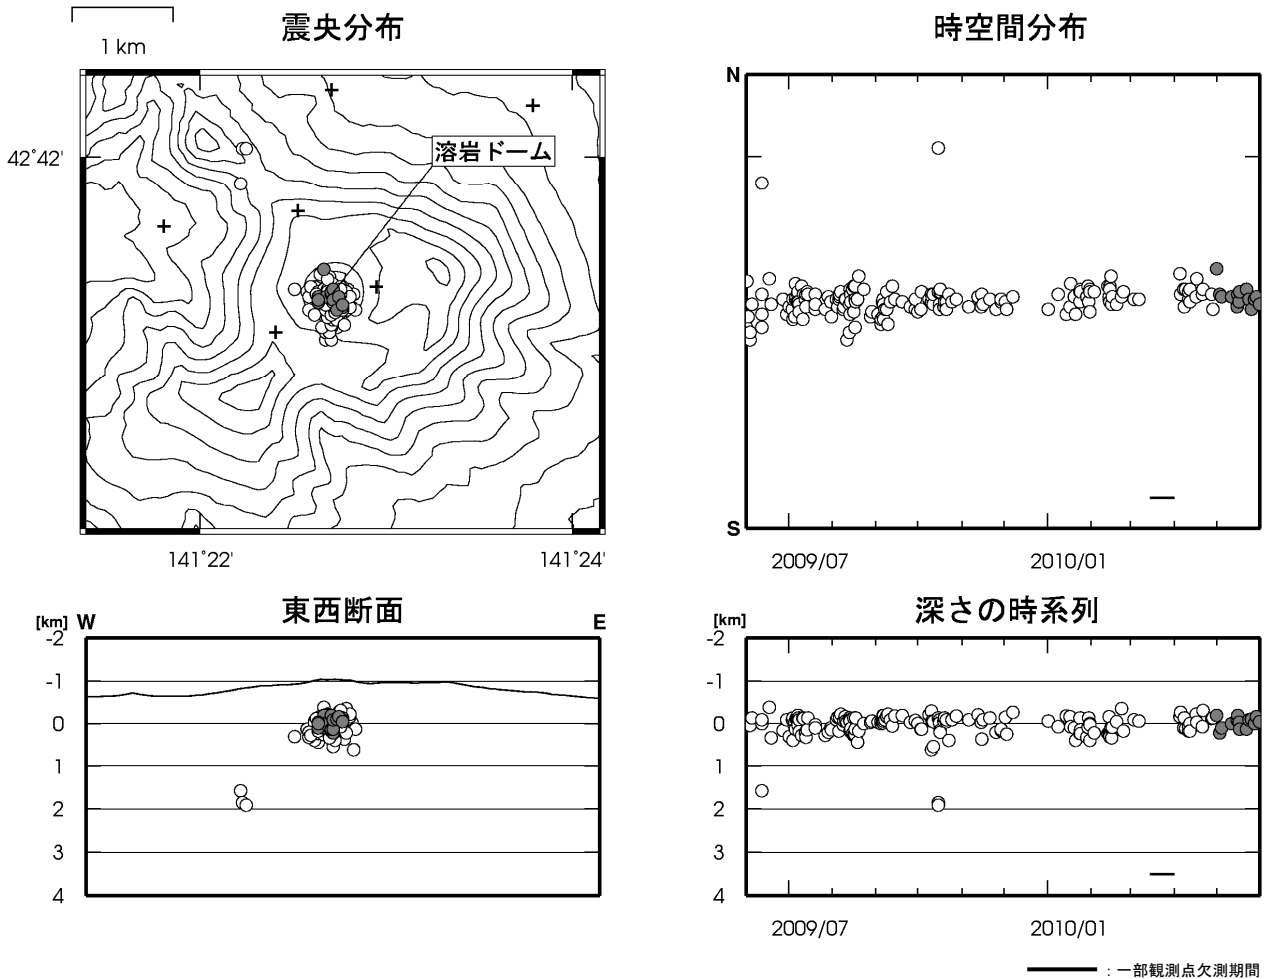 震央分布
時空間分布
1 km
N
42°42'
溶岩ドーム
S
141°22'
141°24'
2009/07
2010/01
東西断面
深さの時系列
[km] W
E
[km]
-2
-1
0
1
2
3
4
-2
-1
0
1
2
3
4
2009/07
2010/01
：一部観測点欠測期間